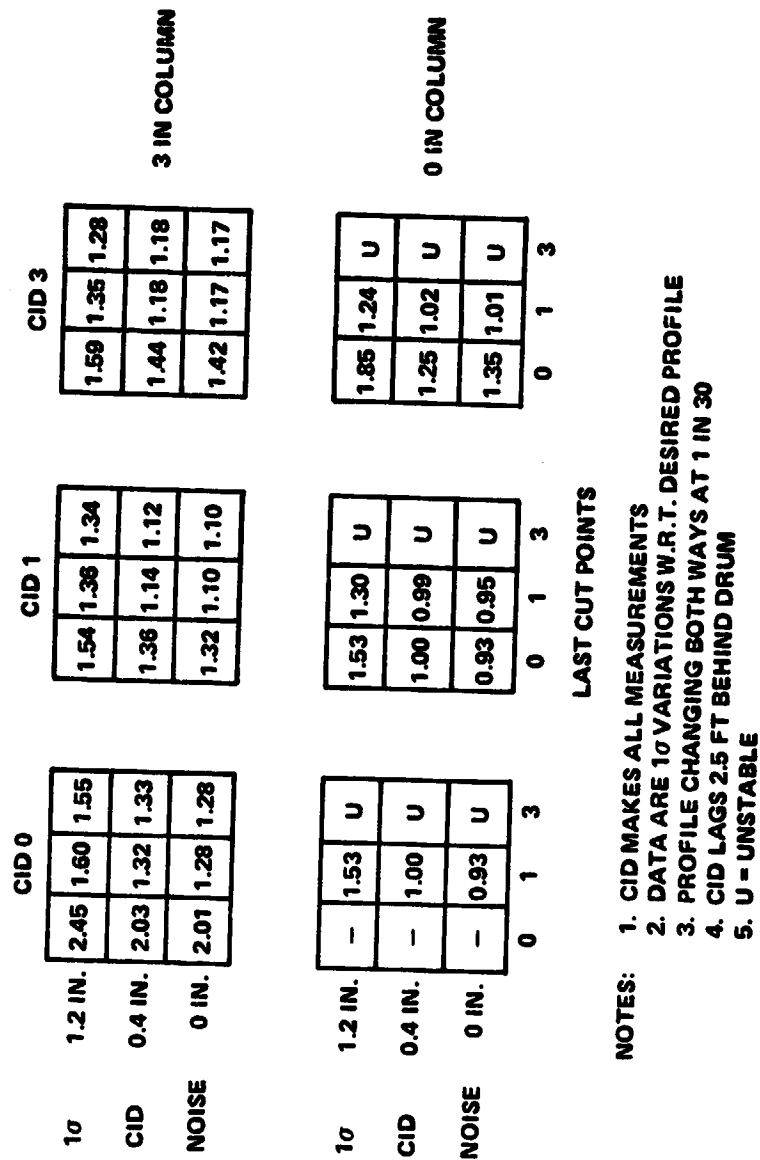 CID 0 CID 1 CID 3
1σ 1.2 IN. 2.45 1.60 1.55 1.54 1.36 1.34 1.59 1.35 1.28
CID 0.4 IN. 2.03 1.32 1.33 1.36 1.14 1.12 1.44 1.18 1.18 3 IN COLUMN
NOISE 0 IN. 2.01 1.28 1.28 1.32 1.10 1.10 1.42 1.17 1.17
1σ 1.2 IN. – 1.53 U 1.53 1.30 U 1.85 1.24 U
CID 0.4 IN. – 1.00 U 1.00 0.99 U 1.25 1.02 U 0 IN COLUMN
NOISE 0 IN. – 0.93 U 0.93 0.95 U 1.35 1.01 U
0 1 3 0 1 3 0 1 3
LAST CUT POINTS
NOTES: 1. CID MAKES ALL MEASUREMENTS
2. DATA ARE 1σ VARIATIONS W.R.T. DESIRED PROFILE
3. PROFILE CHANGING BOTH WAYS AT 1 IN 30
4. CID LAGS 2.5 FT BEHIND DRUM
5. U = UNSTABLE